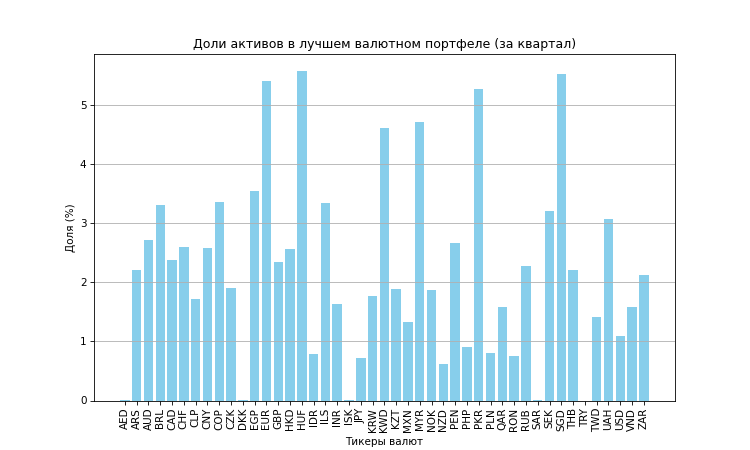 Доли активов в лучшем валютном портфеле (за квартал)
Доля (%)
5
4
3
2
1
0
AED ARS AUD BRL CAD CHF CLP CNY COP CZK DKK EGP EUR GBP HKD HUF IDR ILS INR ISK JPY KRW KWD KZT MXN MYR NOK NZD PEN PHP PKR PLN QAR RON RUB SAR SEK SGD THB TRY TWD UAH USD VND ZAR
Тикеры валют